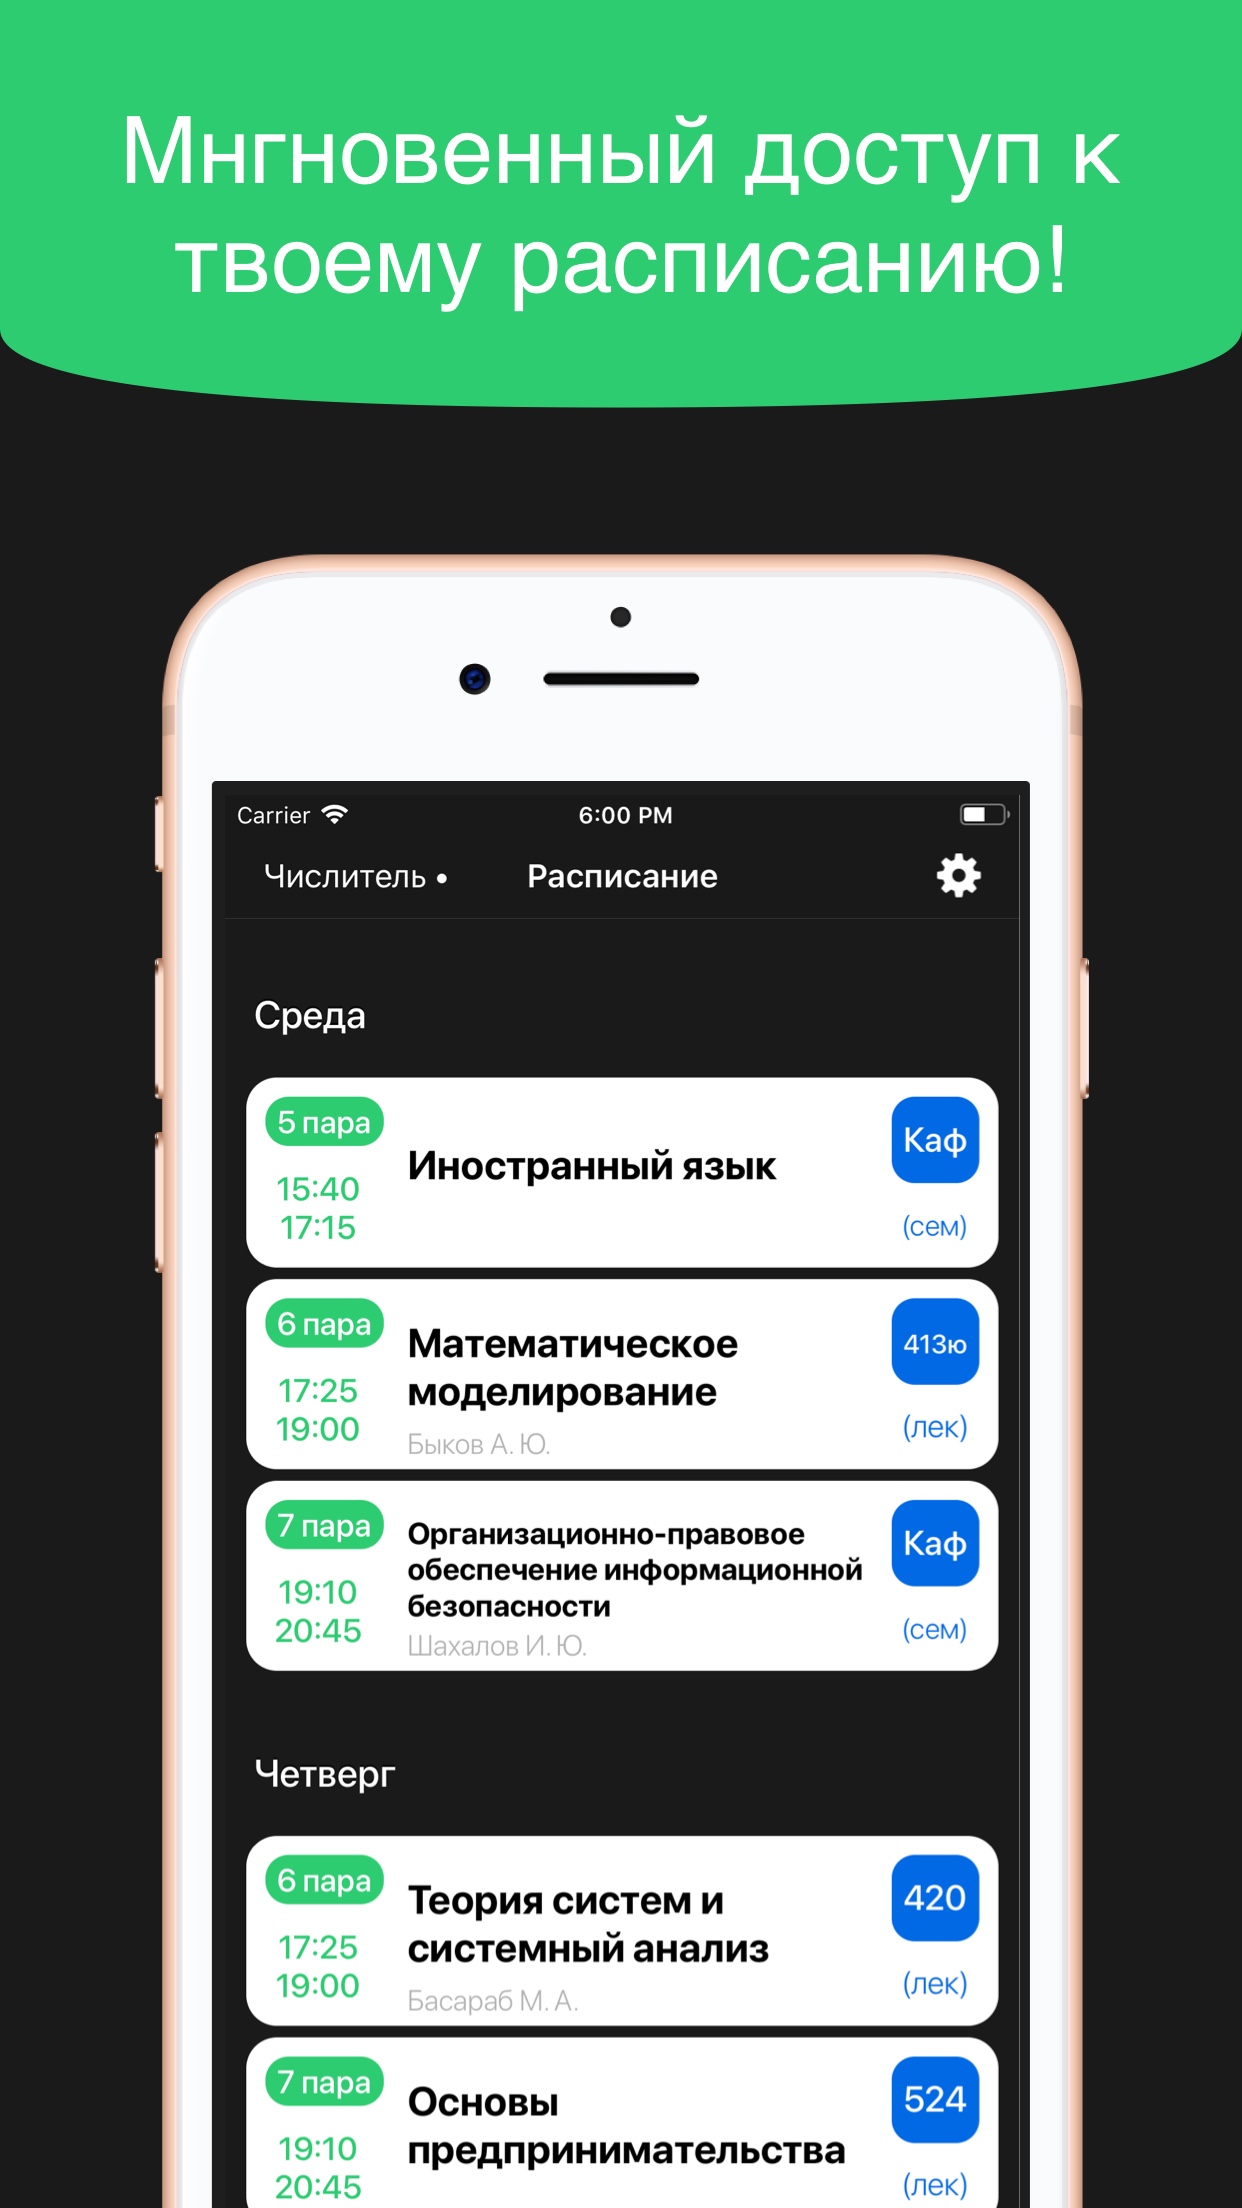 Мнгновенный доступ к
твоему расписанию!
Carrier
6:00 PM
Числитель •
Расписание
Среда
5 пара
15:40
17:15
Иностранный язык
Каф
(сем)
6 пара
17:25
19:00
Математическое
моделирование
Быков А. Ю.
413ю
(лек)
7 пара
19:10
20:45
Организационно-правовое
обеспечение информационной
безопасности
Шахалов И. Ю.
Каф
(сем)
Четверг
6 пара
17:25
19:00
Теория систем и
системный анализ
Басараб М. А.
420
(лек)
7 пара
19:10
20:45
Основы
предпринимательства
524
(лек)